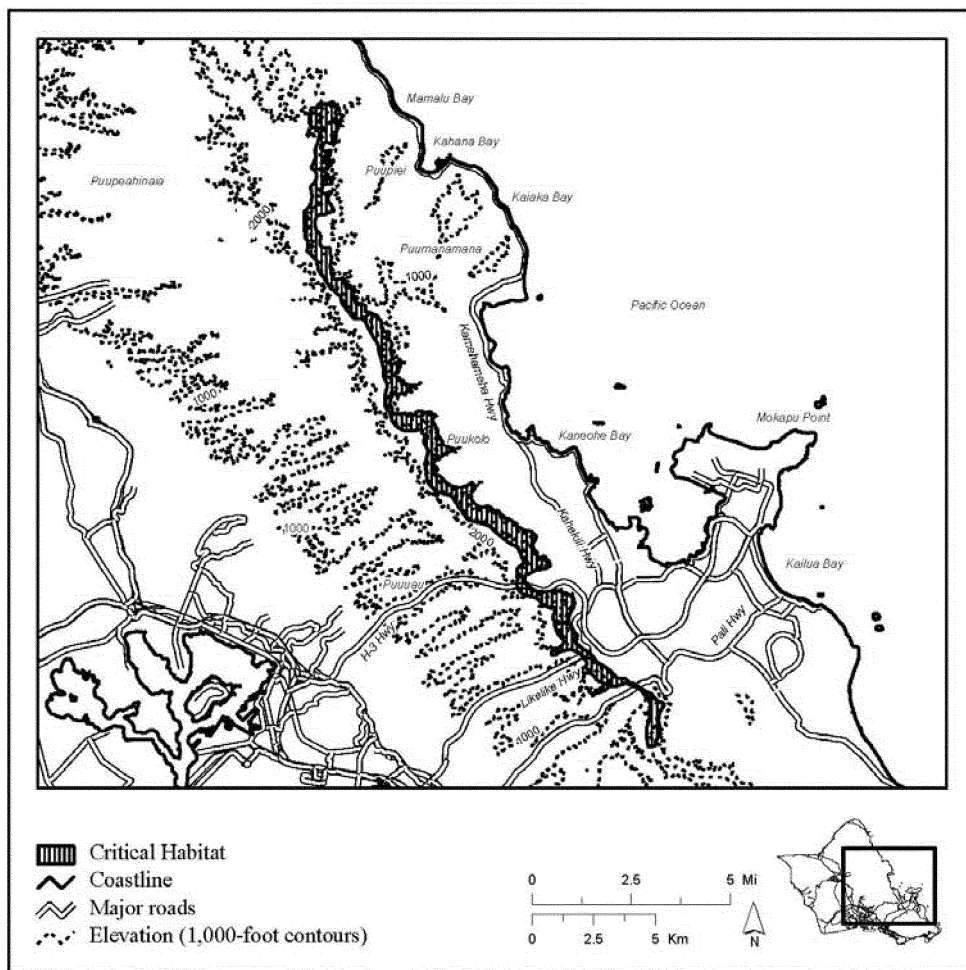 Mamalu Bay
Kahana Bay
Puupiei
Puupeahinaia
Kaiaka Bay
2000
Puumanamana
1000
Pacific Ocean
Kamehameha Hwy
1000
Mokapu Point
Puukolo
Kaneohe Bay
1000
2000
Kahekili Hwy
Kailua Bay
Puuuau
H-3 Hwy
Pali Hwy
Likelike Hwy
1000
Critical Habitat
Coastline
Major roads
Elevation (1,000-foot contours)
0 2.5 5 Mi
0 2.5 5 Km
N